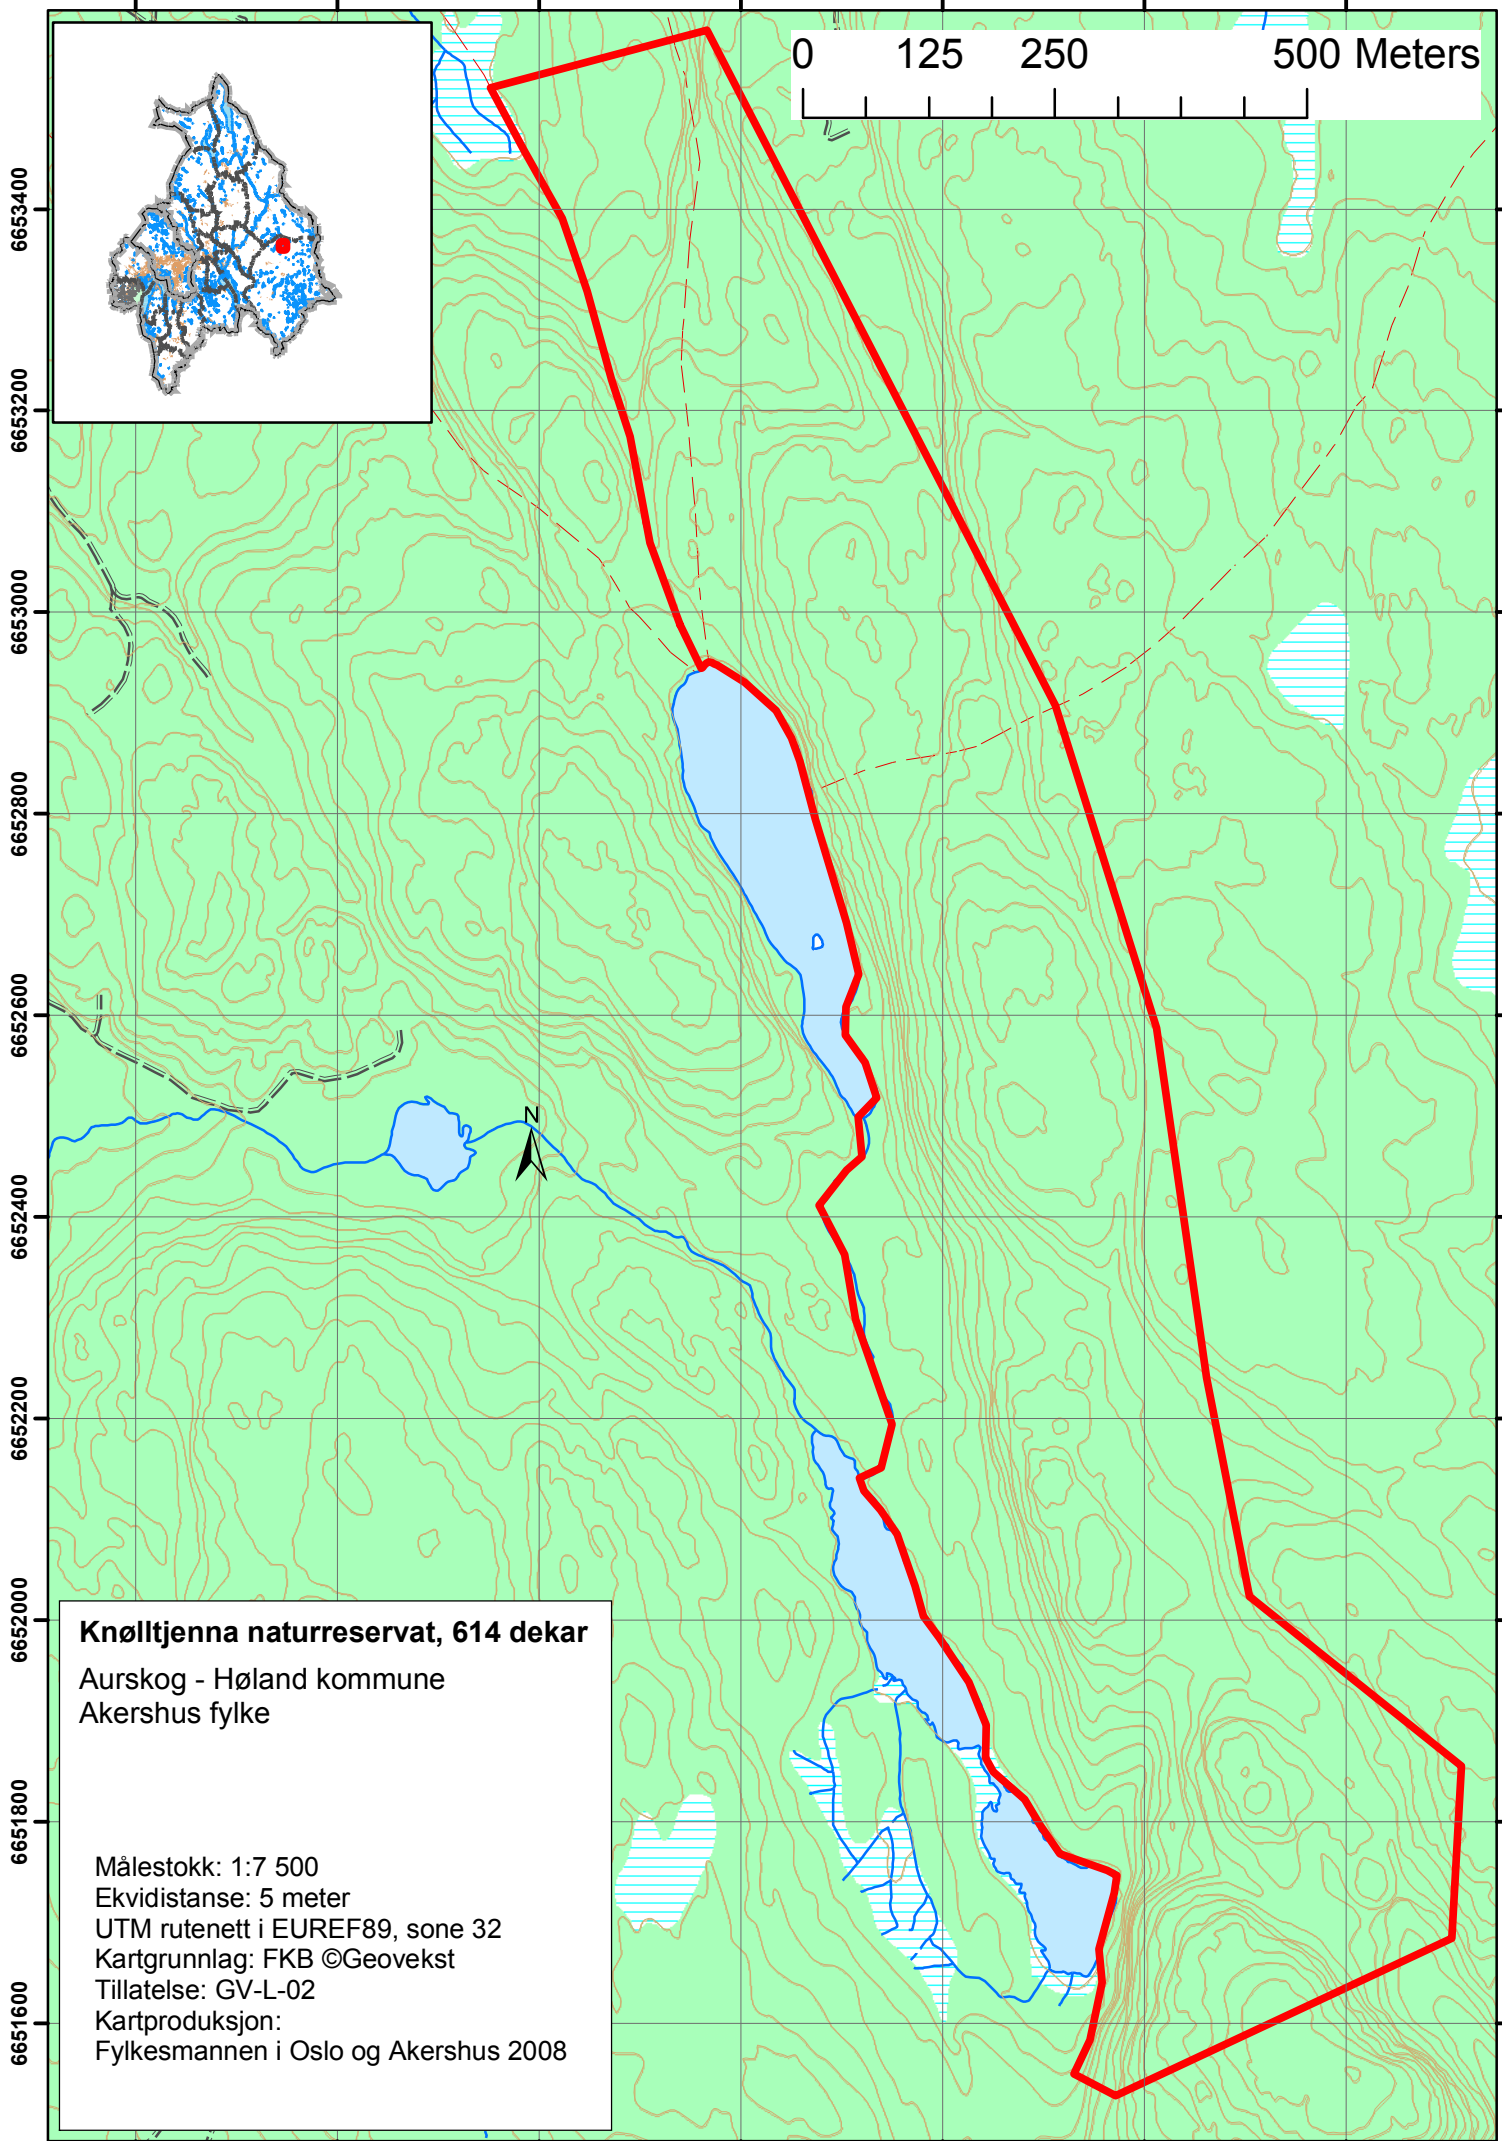 0 125 250 500 Meters
6653400
6653200
6653000
6652800
6652600
6652400
6652200
6652000
6651800
6651600
N
Knølltjenna naturreservat, 614 dekar
Aurskog - Høland kommune
Akershus fylke
Målestokk: 1:7 500
Ekvidistanse: 5 meter
UTM rutenett i EUREF89, sone 32
Kartgrunnlag: FKB ©Geovekst
Tillatelse: GV-L-02
Kartproduksjon:
Fylkesmannen i Oslo og Akershus 2008